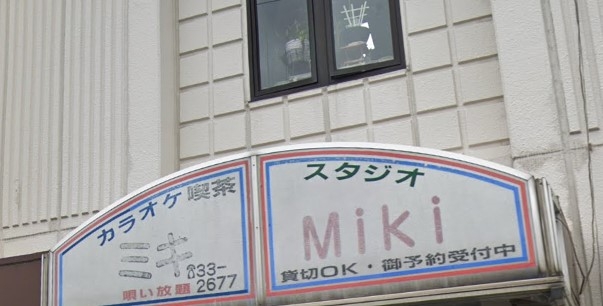 カラオケ喫茶
ミキ
☎33-2677
唄い放題
スタジオ
Miki
貸切OK・御予約受付中